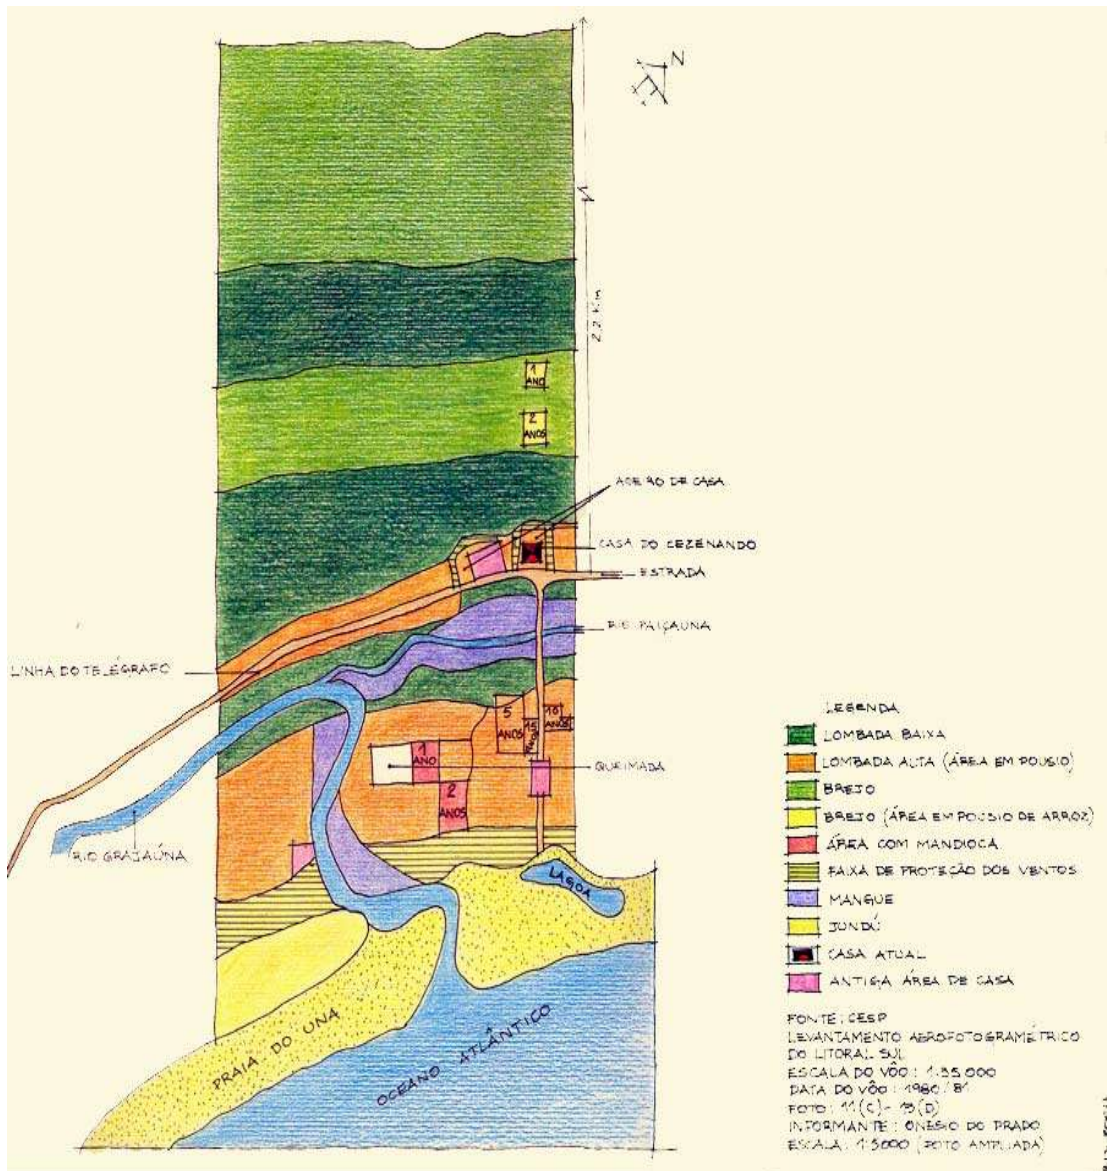 N
2.2 Km
1
ANO
2
ANOS
ACEIRO DE CASA
CASA DO CEZENANDO
ESTRADA
RIO PAIÇAUNA
LINHA DO TELÉGRAFO
5
ANOS
15
ANOS
10
ANOS
1
ANO
QUEIMADA
2
ANOS
RIO GRAJAÚNA
LAGOA
PRAIA DO UNA
OCEANO ATLÂNTICO
LEGENDA
LOMBADA BAIXA
LOMBADA ALTA (ÁREA EM POUSIO)
BREJO
BREJO (ÁREA EM POUSIO DE ARROZ)
ÁREA COM MANDIOCA
FAIXA DE PROTEÇÃO DOS VENTOS
MANGUE
JUNDÚ
CASA ATUAL
ANTIGA ÁREA DE CASA
FONTE: CESP
LEVANTAMENTO AEROFOTOGRAMÉTRICO
DO LITORAL SUL
ESCALA DO VÔO: 1:35 000
DATA DO VÔO: 1980/81
FOTO: 11(C)-
INFORMANTE: ONÉSIO DO PRADO
ESCALA: 1:5000 (FOTO AMPLIADA)